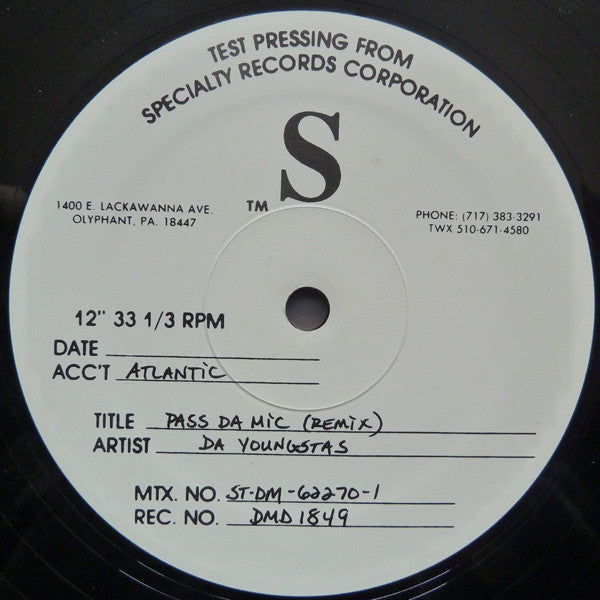 TEST PRESSING FROM
SPECIALTY RECORDS CORPORATION
TM S
1400 E. LACKAWANNA AVE.
OLYPHANT, PA. 18447
PHONE: (717) 383-3291
TWX 510-671-4580
12" 33 1/3 RPM
DATE
ACC'T ATLANTIC
TITLE PASS DA MIC (REMIX)
ARTIST DA YOUNGSTAS
MTX. NO. ST-DM-62270-1
REC. NO. DMD 1849